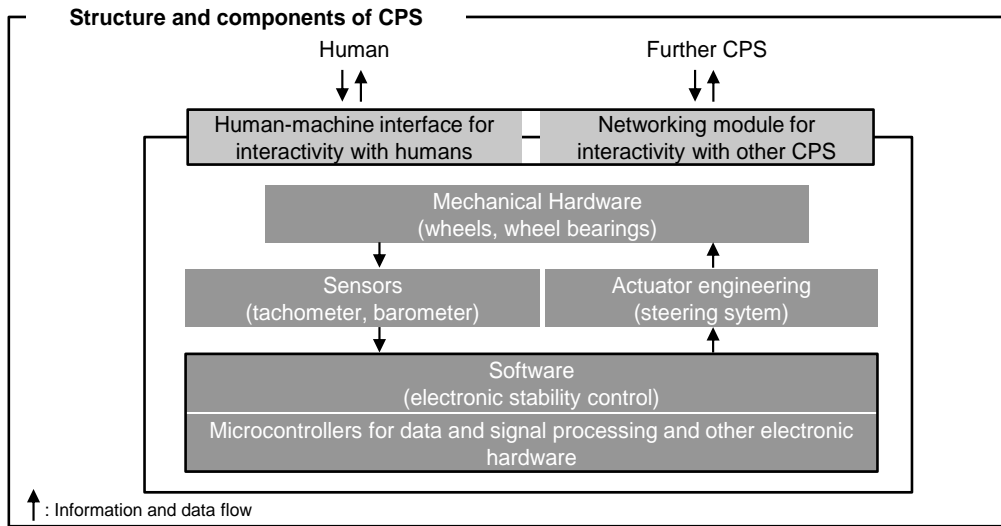 Structure and components of CPS
Human
Further CPS
Human-machine interface for
interactivity with humans
Networking module for
interactivity with other CPS
Mechanical Hardware
(wheels, wheel bearings)
Sensors
(tachometer, barometer)
Actuator engineering
(steering sytem)
Software
(electronic stability control)
Microcontrollers for data and signal processing and other electronic
hardware
: Information and data flow